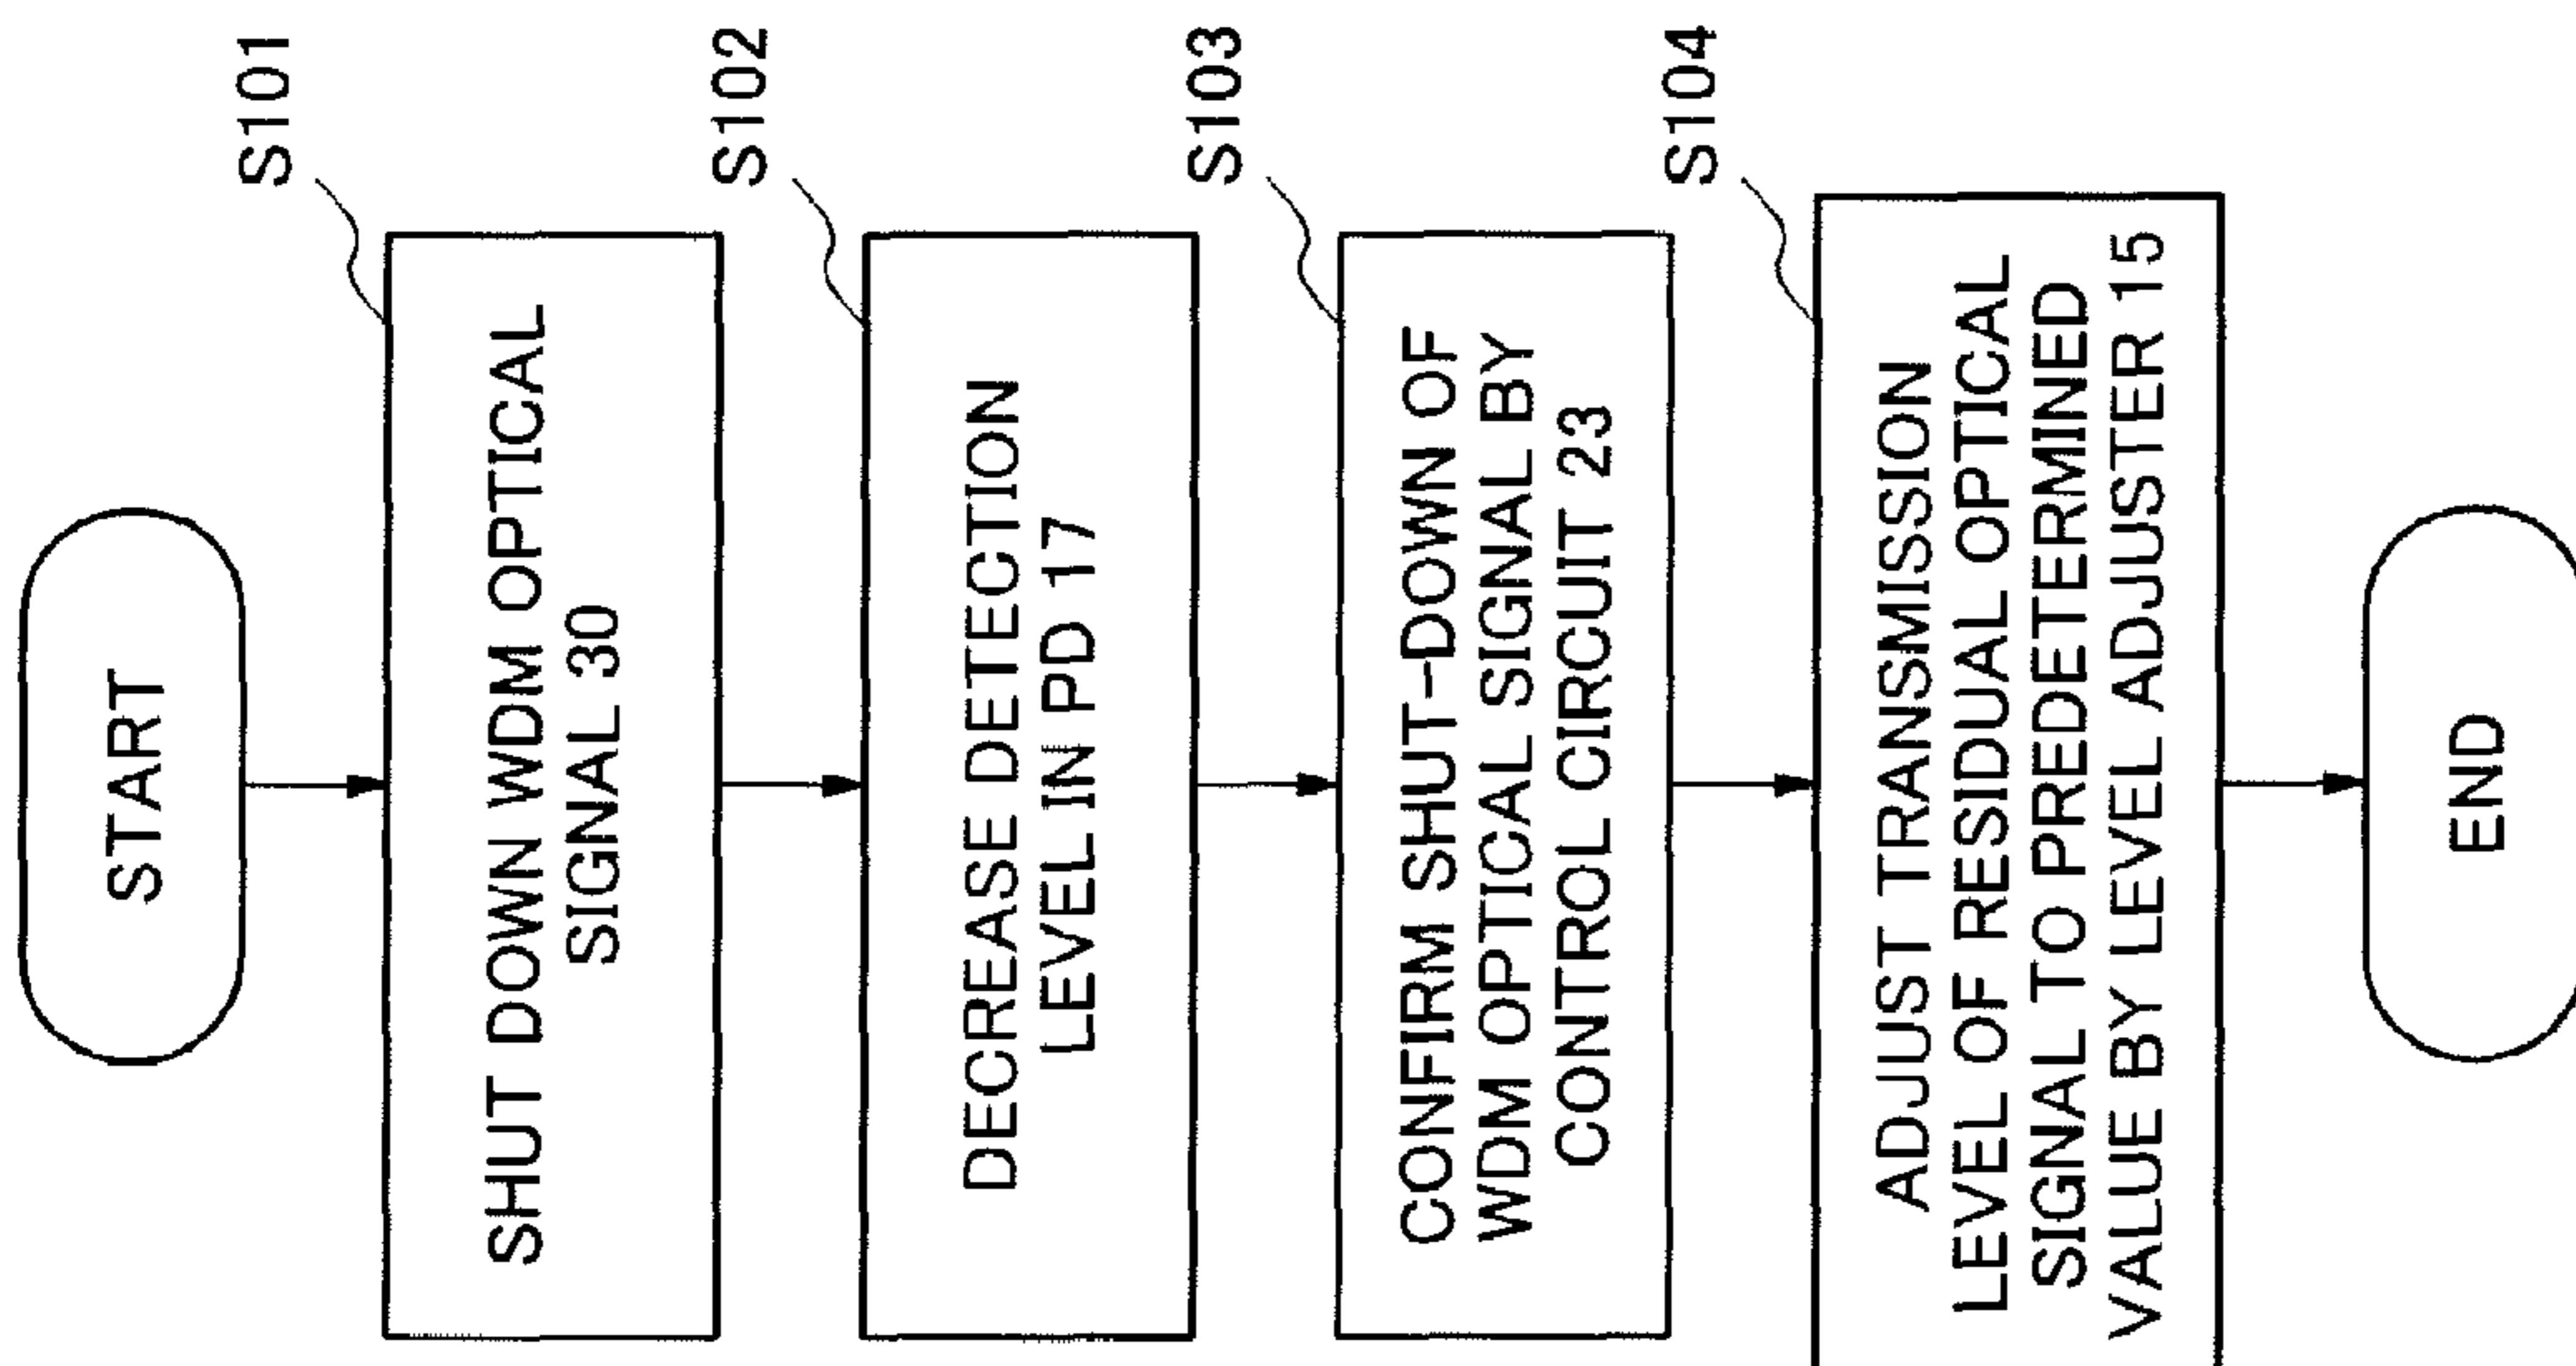 START
S101
SHUT DOWN WDM OPTICAL
SIGNAL 30
S102
DECREASE DETECTION
LEVEL IN PD 17
S103
CONFIRM SHUT-DOWN OF
WDM OPTICAL SIGNAL BY
CONTROL CIRCUIT 23
S104
ADJUST TRANSMISSION
LEVEL OF RESIDUAL OPTICAL
SIGNAL TO PREDETERMINED
VALUE BY LEVEL ADJUSTER 15
END